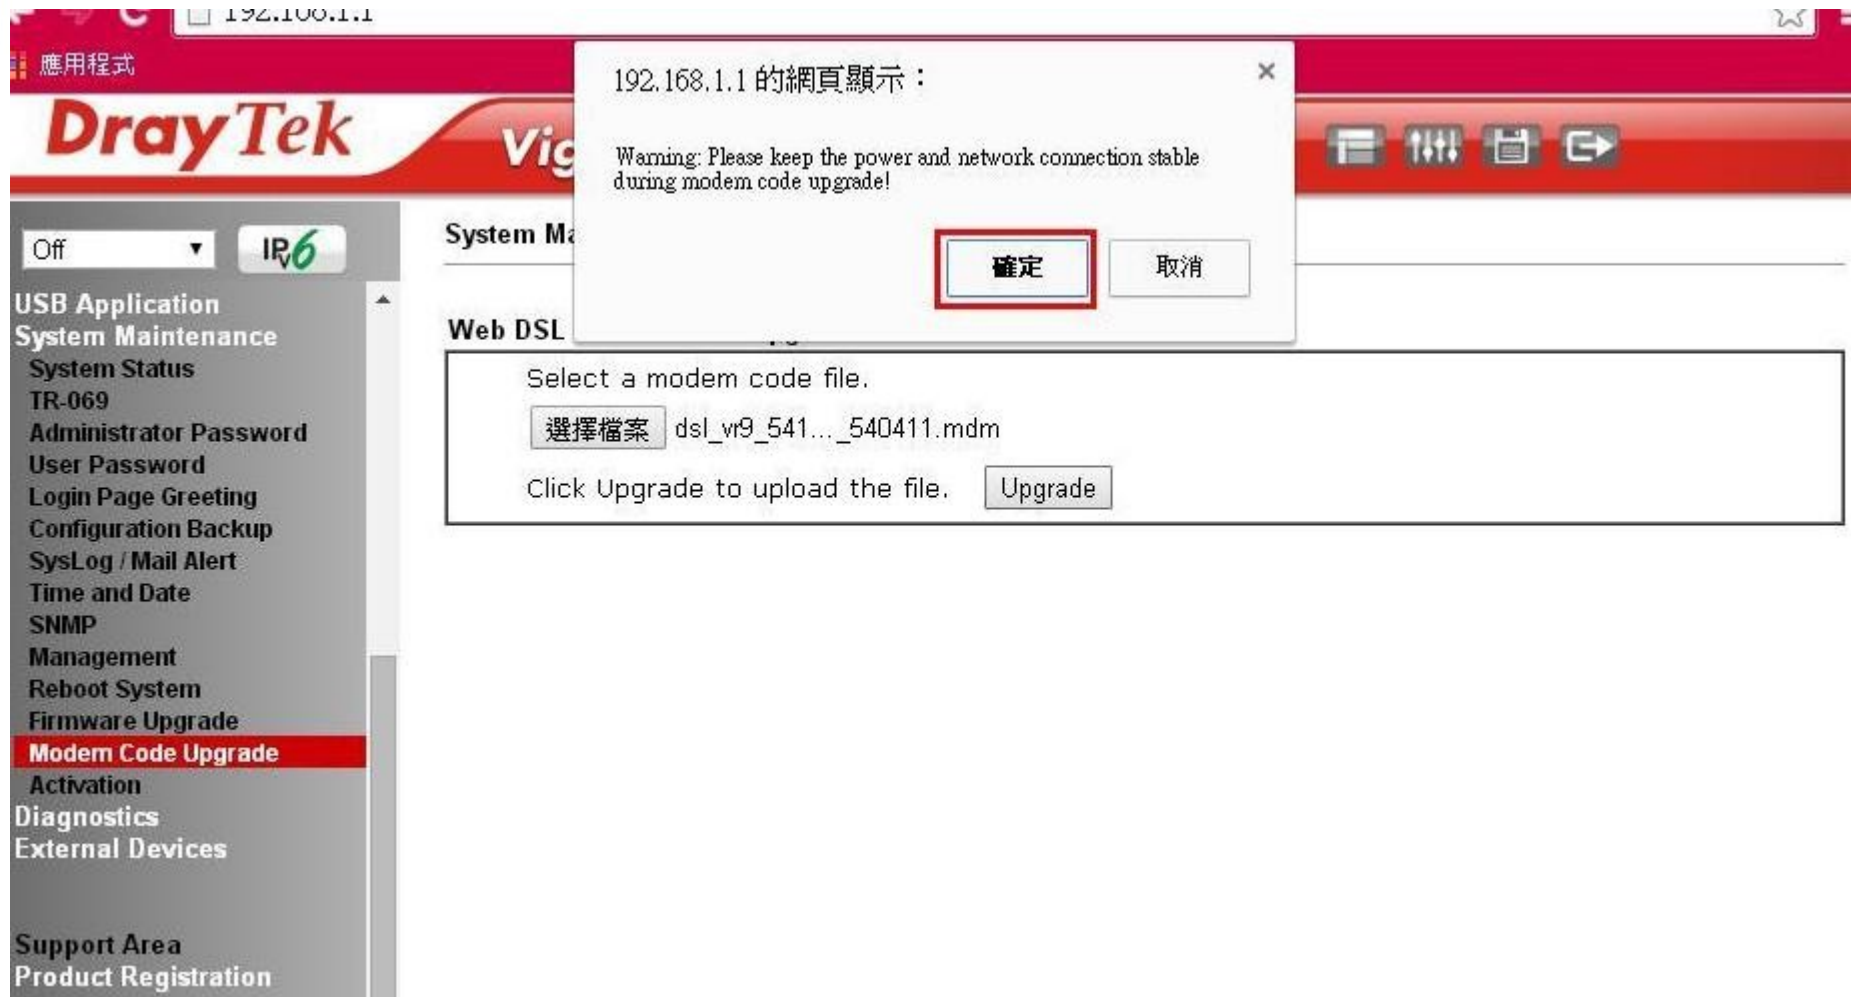 192.168.1.1
應用程式
192.168.1.1 的網頁顯示：
×
Warning: Please keep the power and network connection stable
during modem code upgrade!
確定
取消
DrayTek
Vig
Off
IPv6
System Ma
USB Application
System Maintenance
System Status
TR-069
Administrator Password
User Password
Login Page Greeting
Configuration Backup
SysLog / Mail Alert
Time and Date
SNMP
Management
Reboot System
Firmware Upgrade
Modem Code Upgrade
Activation
Diagnostics
External Devices
Support Area
Product Registration
Web DSL
Select a modem code file.
選擇檔案 dsl_vr9_541..._540411.mdm
Click Upgrade to upload the file. Upgrade